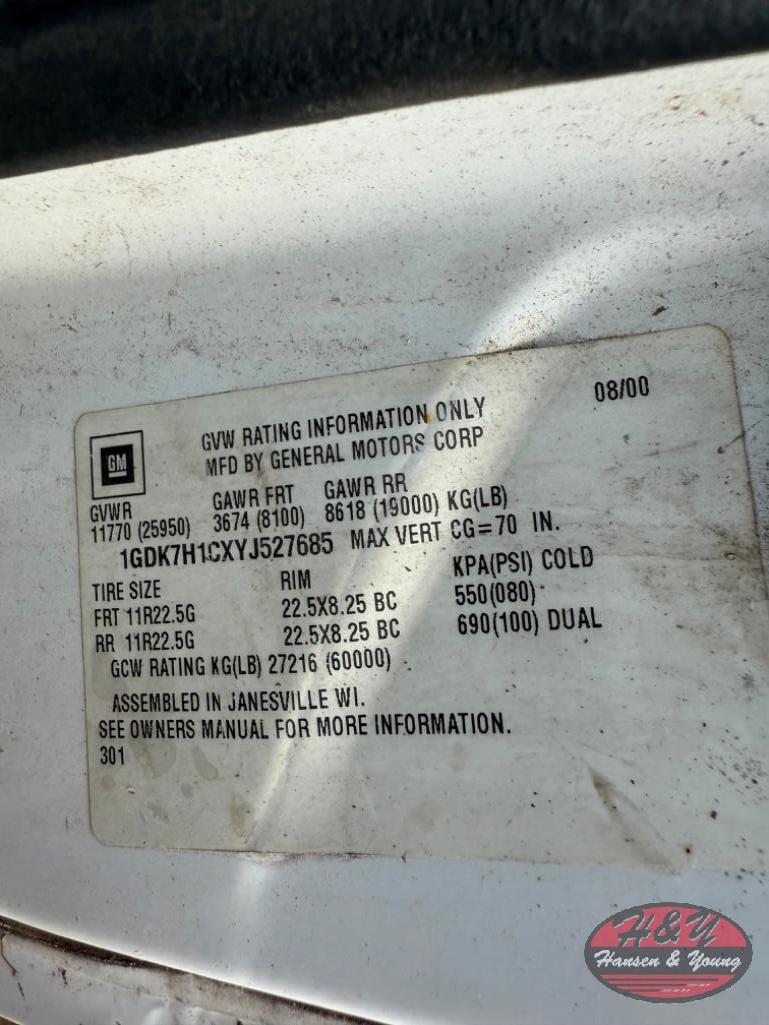 08/00
GM
GVW RATING INFORMATION ONLY
MFD BY GENERAL MOTORS CORP
GVWR GAWR FRT GAWR RR
11770 (25950) 3674 (8100) 8618 (19000) KG(LB)
1GDK7H1CXYJ527685 MAX VERT CG=70 IN.
TIRE SIZE RIM KPA(PSI) COLD
FRT 11R22.5G 22.5X8.25 BC 550(080)
RR 11R22.5G 22.5X8.25 BC 690(100) DUAL
GCW RATING KG(LB) 27216 (60000)
ASSEMBLED IN JANESVILLE WI.
SEE OWNERS MANUAL FOR MORE INFORMATION.
301
H&Y
Hansen & Young